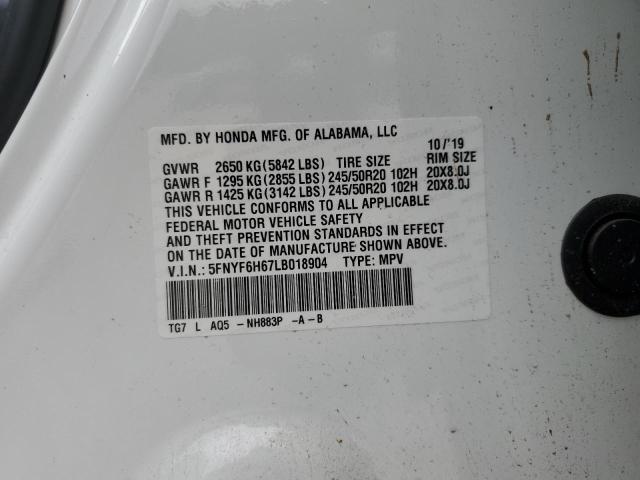 MFD. BY HONDA MFG. OF ALABAMA, LLC 10/'19
GVWR 2650 KG(5842 LBS) TIRE SIZE RIM SIZE
GAWR F 1295 KG(2855 LBS)245/50R20 102H 20X8.0J
GAWR R 1425 KG(3142 LBS)245/50R20 102H 20X8.0J
THIS VEHICLE CONFORMS TO ALL APPLICABLE
FEDERAL MOTOR VEHICLE SAFETY
AND THEFT PREVENTION STANDARDS IN EFFECT
ON THE DATE OF MANUFACTURE SHOWN ABOVE.
V.I.N.: 5FNYF6H67LB018904 TYPE: MPV
TG7 L AQ5 -NH883P -A-B